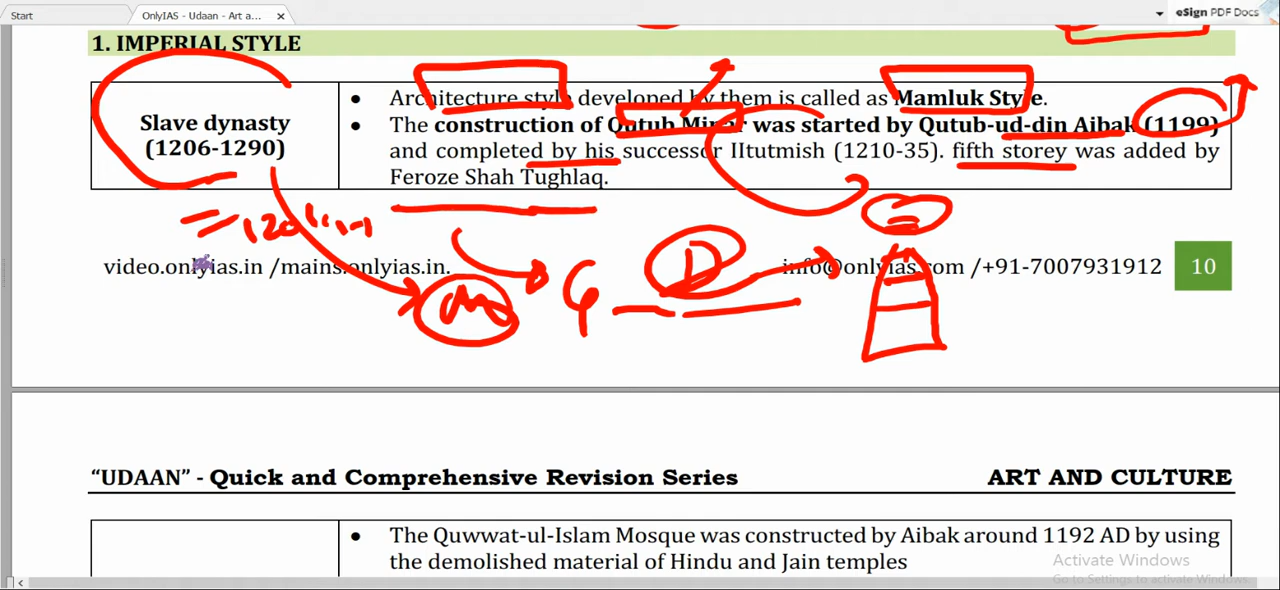 Start
OnlyIAS - Udaan - Art a...
eSign PDF Docs
1. IMPERIAL STYLE
Slave dynasty
(1206-1290)
• Architecture style developed by them is called as Mamluk Style.
• The construction of Qutub Minar was started by Qutub-ud-din Aibak (1199)
and completed by his successor IItutmish (1210-35). fifth storey was added by
Feroze Shah Tughlaq.
video.onlyias.in /mains.onlyias.in.
info@onlyias.com /+91-7007931912
10
D
"UDAAN" - Quick and Comprehensive Revision Series
ART AND CULTURE
• The Quwwat-ul-Islam Mosque was constructed by Aibak around 1192 AD by using
the demolished material of Hindu and Jain temples
Activate Windows
Go to Settings to activate Windows.